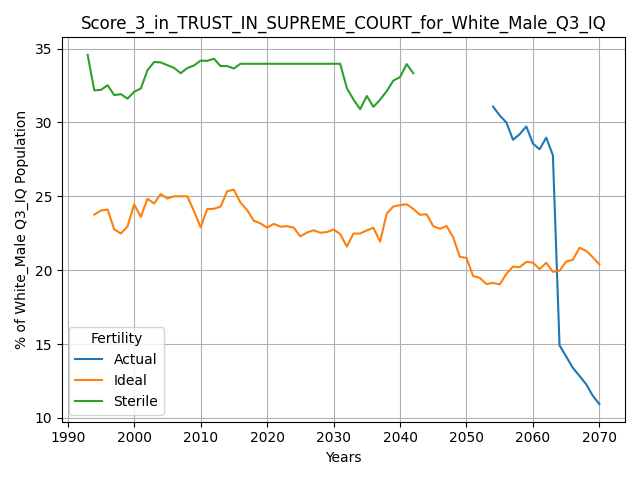 Score_3_in_TRUST_IN_SUPREME_COURT_for_White_Male_Q3_IQ
% of White_Male Q3_IQ Population
35
30
25
20
15
10
Fertility
Actual
Ideal
Sterile
1990 2000 2010 2020 2030 2040 2050 2060 2070
Years